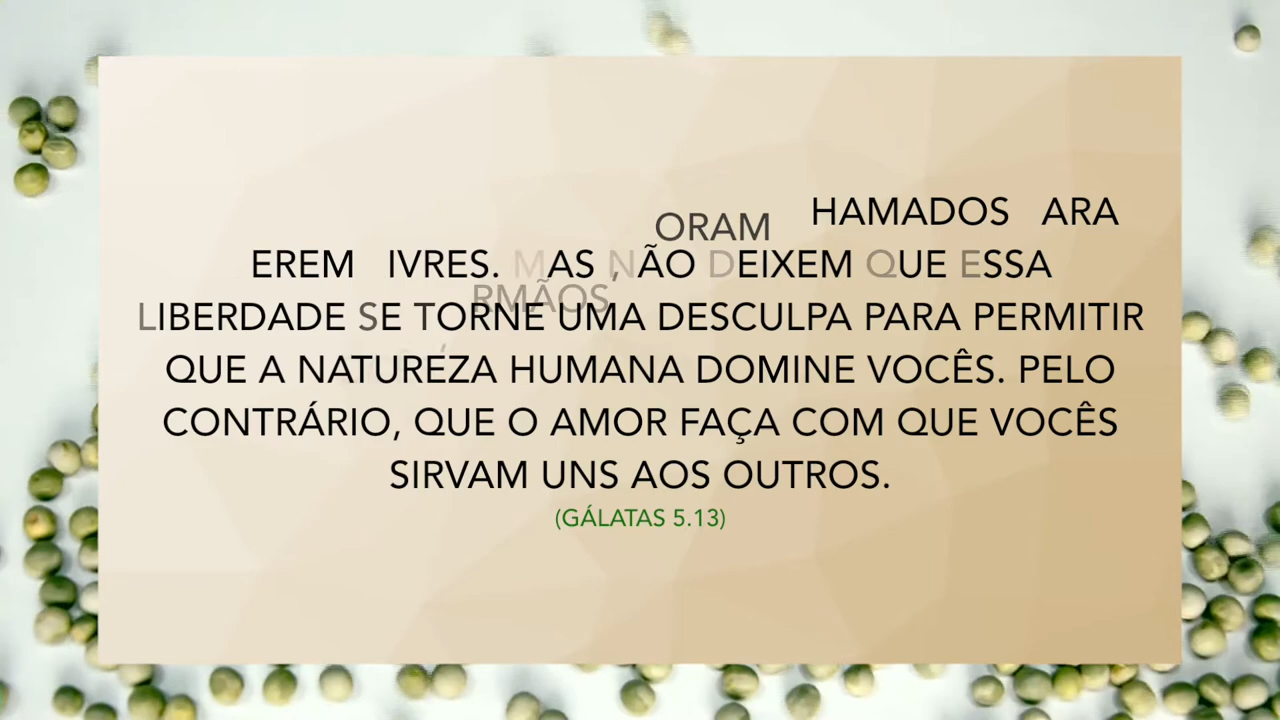 ORAM HAMADOS ARA
EREM IVRES. MAS NÃO DEIXEM QUE ESSA
RMÃOS,
LIBERDADE SE TORNE UMA DESCULPA PARA PERMITIR
QUE A NATUREZA HUMANA DOMINE VOCÊS. PELO
CONTRÁRIO, QUE O AMOR FAÇA COM QUE VOCÊS
SIRVAM UNS AOS OUTROS.
(GÁLATAS 5.13)